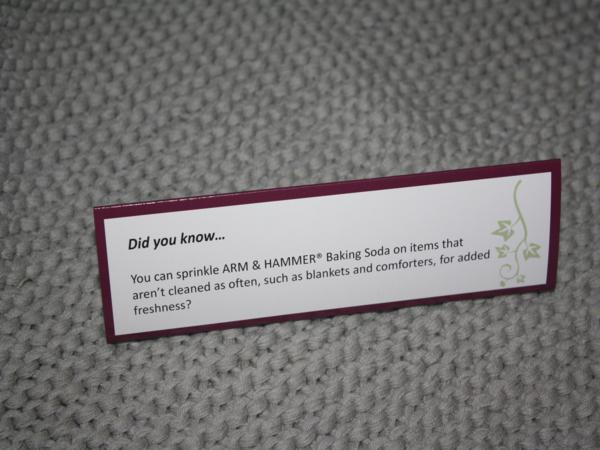 Did you know...
You can sprinkle ARM & HAMMER® Baking Soda on items that
aren't cleaned as often, such as blankets and comforters, for added
freshness?